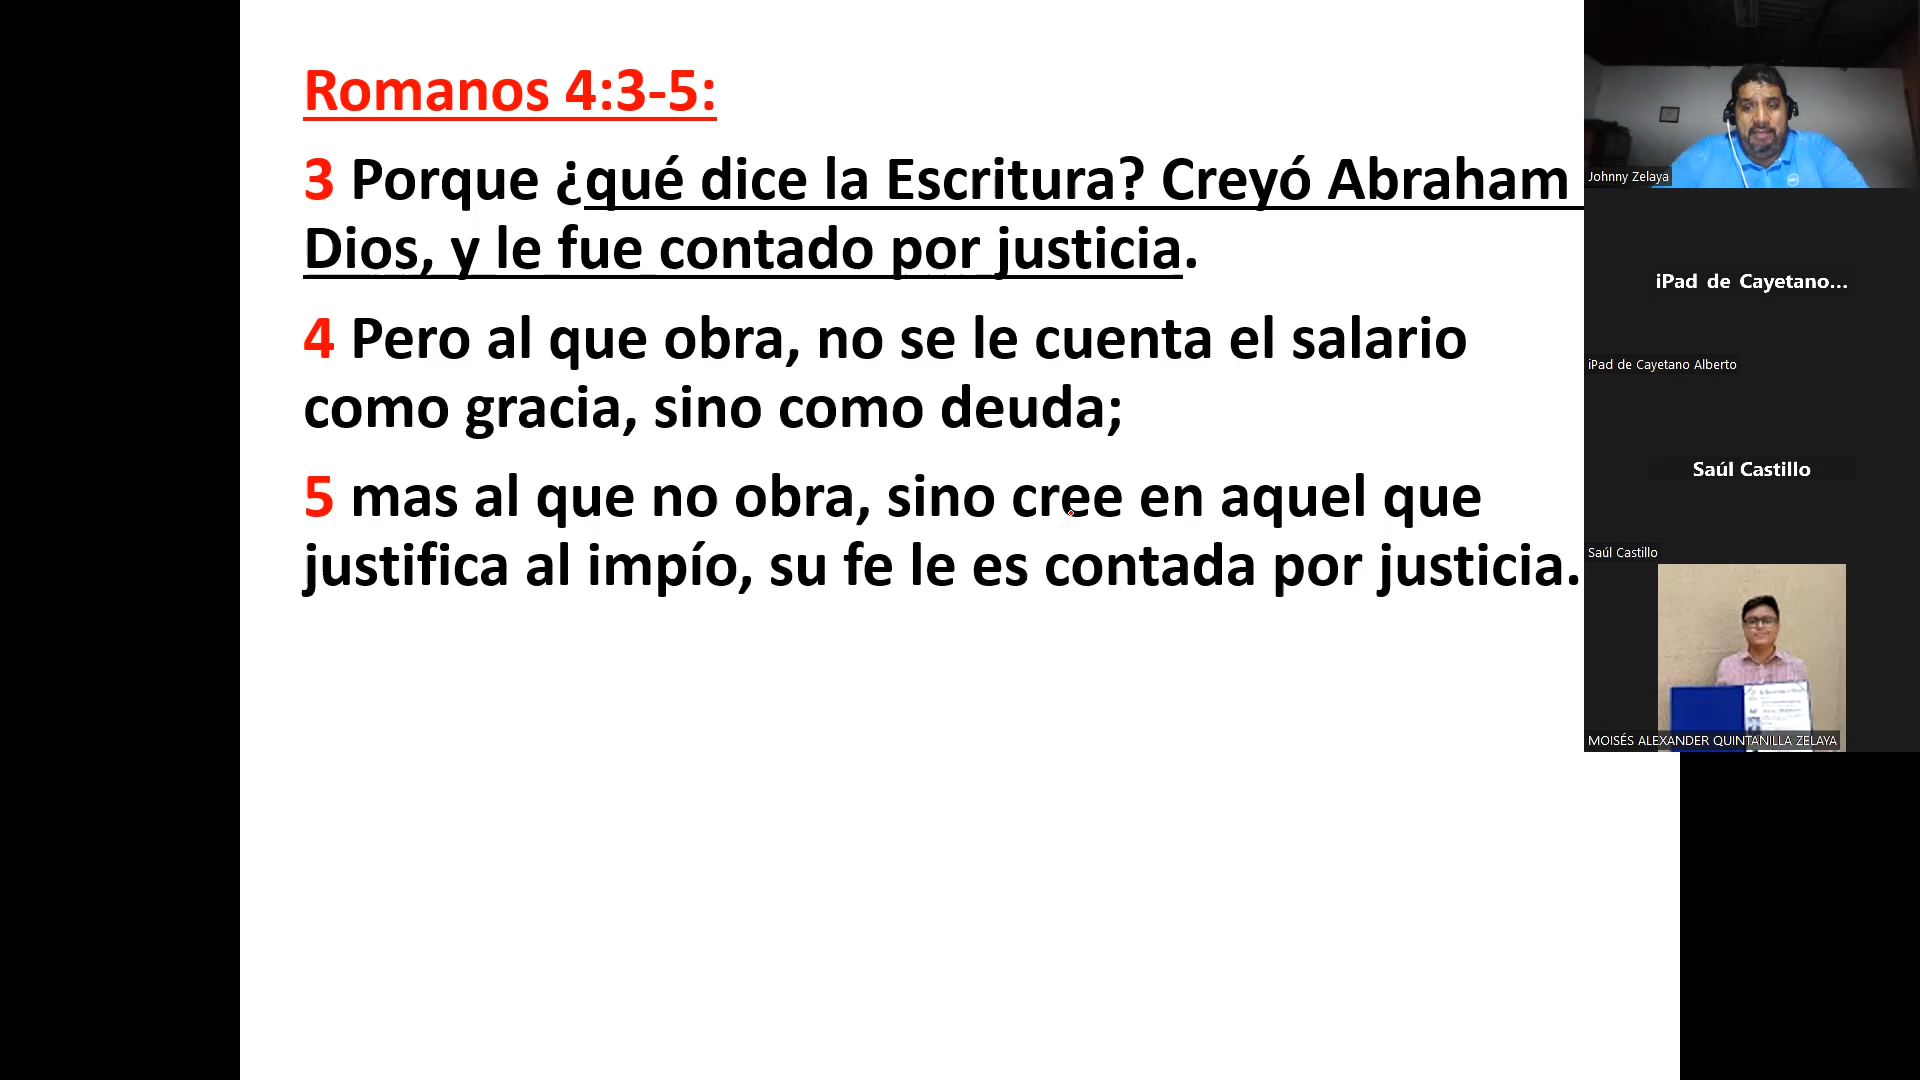 Romanos 4:3-5:
3 Porque ¿qué dice la Escritura? Creyó Abraham
Dios, y le fue contado por justicia.
4 Pero al que obra, no se le cuenta el salario
como gracia, sino como deuda;
5 mas al que no obra, sino cree en aquel que
justifica al impío, su fe le es contada por justicia.
Johnny Zelaya
iPad de Cayetano...
iPad de Cayetano Alberto
Saúl Castillo
Saúl Castillo
MOISÉS ALEXANDER QUINTANILLA ZELAYA